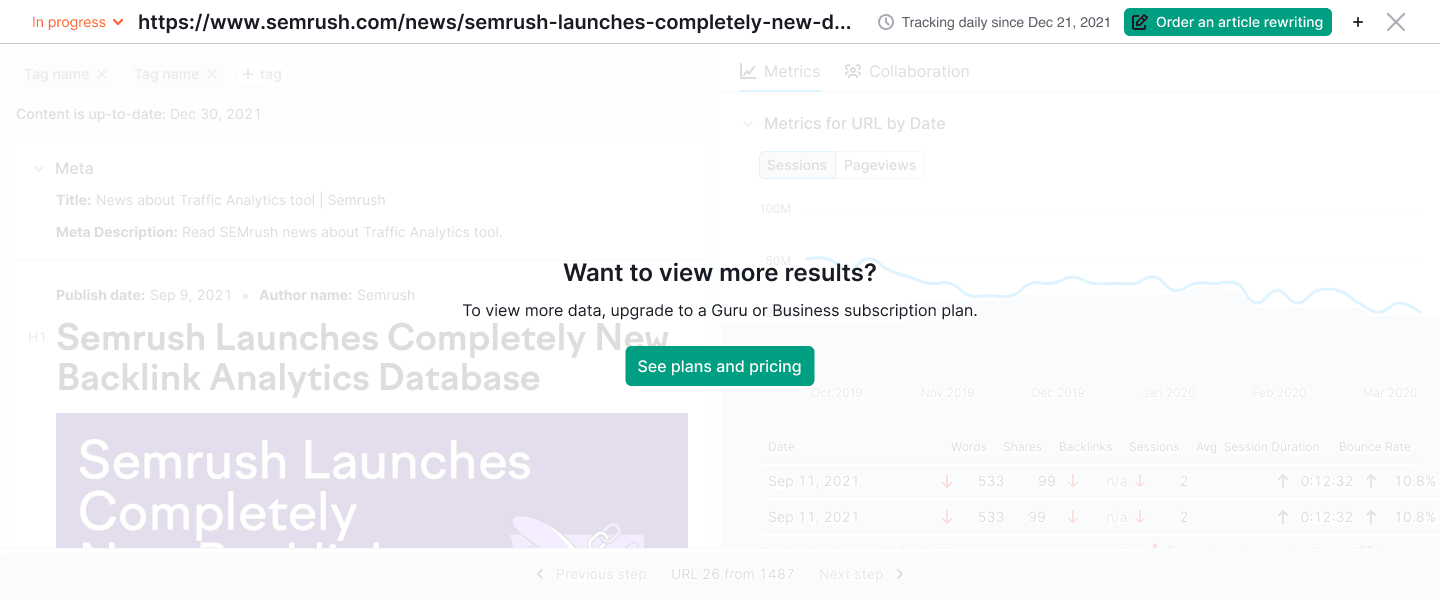 In progress
https://www.semrush.com/news/semrush-launches-completely-new-d...
Tracking daily since Dec 21, 2021
Order an article rewriting
Tag name
Tag name
+ tag
Content is up-to-date: Dec 30, 2021
Meta
Title: News about Traffic Analytics tool | Semrush
Meta Description: Read SEMrush news about Traffic Analytics tool.
Publish date: Sep 9, 2021 • Author name: Semrush
H1
Semrush Launches Completely New
Backlink Analytics Database
Semrush Launches
Completely
Metrics
Collaboration
Metrics for URL by Date
Sessions
Pageviews
100M
50M
Want to view more results?
To view more data, upgrade to a Guru or Business subscription plan.
See plans and pricing
Oct 2019 Nov 2019 Dec 2019 Jan 2020 Feb 2020 Mar 2020
Date Words Shares Backlinks Sessions Avg. Session Duration Bounce Rate
Sep 11, 2021 ↓ 533 99 ↓ n/a ↓ 2 ↑ 0:12:32 ↑ 10.8%
Sep 11, 2021 ↓ 533 99 ↓ n/a ↓ 2 ↑ 0:12:32 ↑ 10.8%
Previous step
URL 26 from 1487
Next step